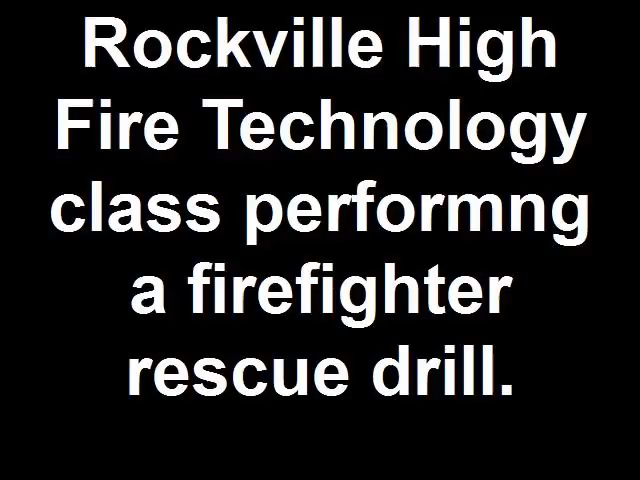 Rockville High
Fire Technology
class performng
a firefighter
rescue drill.